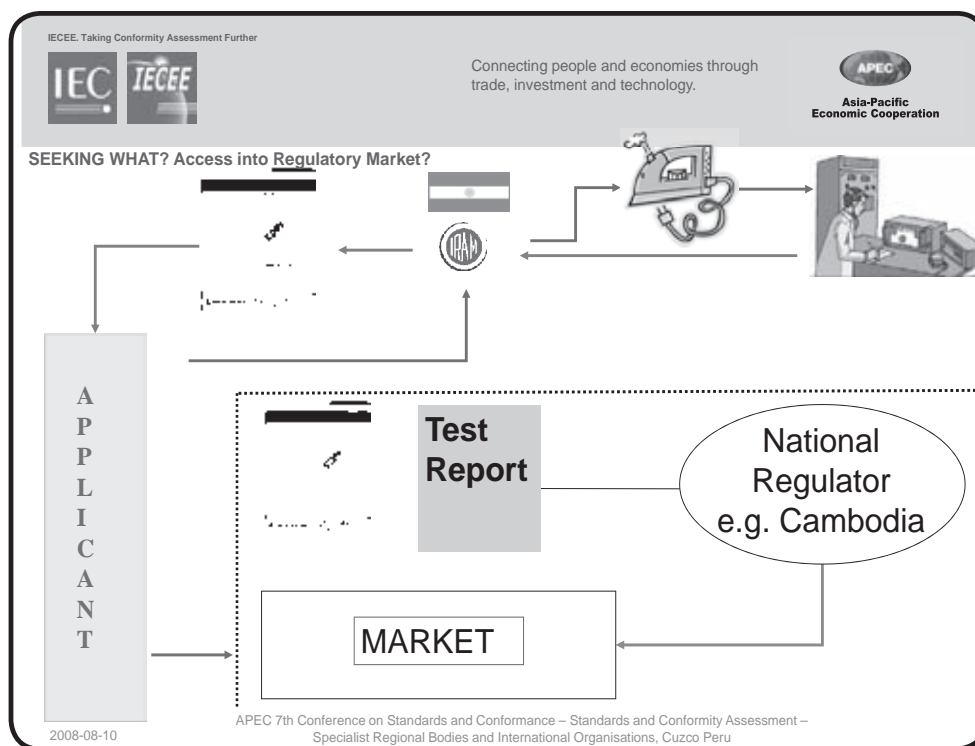 IECEE. Taking Conformity Assessment Further
IEC
IECEE
Connecting people and economies through
trade, investment and technology.
APEC
Asia-Pacific
Economic Cooperation
SEEKING WHAT? Access into Regulatory Market?
IRAM
APPLICANT
Test
Report
National
Regulator
e.g. Cambodia
MARKET
2008-08-10
APEC 7th Conference on Standards and Conformance – Standards and Conformity Assessment –
Specialist Regional Bodies and International Organisations, Cuzco Peru